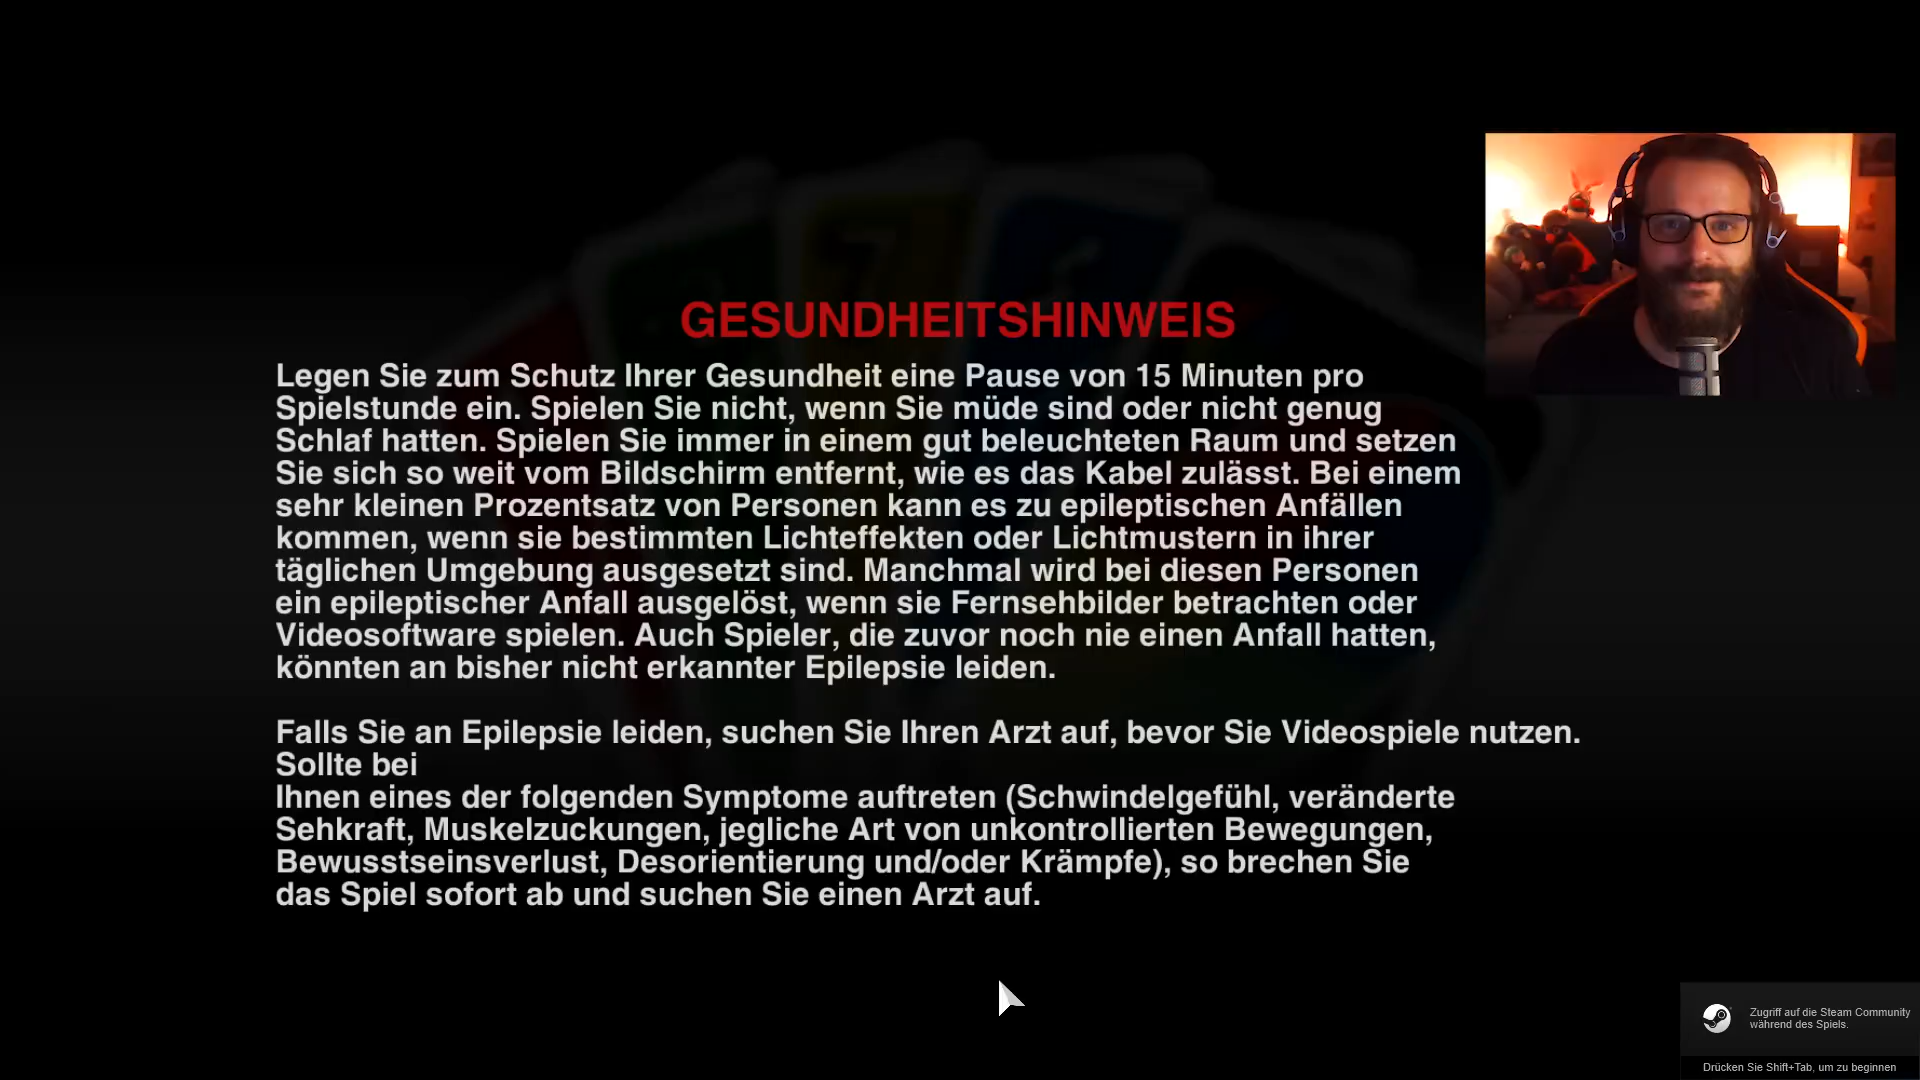 GESUNDHEITSHINWEIS
Legen Sie zum Schutz Ihrer Gesundheit eine Pause von 15 Minuten pro
Spielstunde ein. Spielen Sie nicht, wenn Sie müde sind oder nicht genug
Schlaf hatten. Spielen Sie immer in einem gut beleuchteten Raum und setzen
Sie sich so weit vom Bildschirm entfernt, wie es das Kabel zulässt. Bei einem
sehr kleinen Prozentsatz von Personen kann es zu epileptischen Anfällen
kommen, wenn sie bestimmten Lichteffekten oder Lichtmustern in ihrer
täglichen Umgebung ausgesetzt sind. Manchmal wird bei diesen Personen
ein epileptischer Anfall ausgelöst, wenn sie Fernsehbilder betrachten oder
Videosoftware spielen. Auch Spieler, die zuvor noch nie einen Anfall hatten,
könnten an bisher nicht erkannter Epilepsie leiden.
Falls Sie an Epilepsie leiden, suchen Sie Ihren Arzt auf, bevor Sie Videospiele nutzen.
Sollte bei
Ihnen eines der folgenden Symptome auftreten (Schwindelgefühl, veränderte
Sehkraft, Muskelzuckungen, jegliche Art von unkontrollierten Bewegungen,
Bewusstseinsverlust, Desorientierung und/oder Krämpfe), so brechen Sie
das Spiel sofort ab und suchen Sie einen Arzt auf.
Zugriff auf die Steam Community
während des Spiels.
Drücken Sie Shift+Tab, um zu beginnen